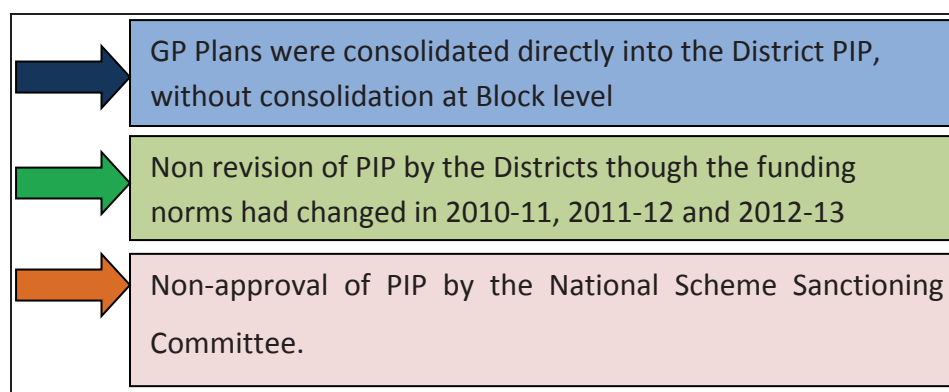 GP Plans were consolidated directly into the District PIP,
without consolidation at Block level
Non revision of PIP by the Districts though the funding
norms had changed in 2010-11, 2011-12 and 2012-13
Non-approval of PIP by the National Scheme Sanctioning
Committee.